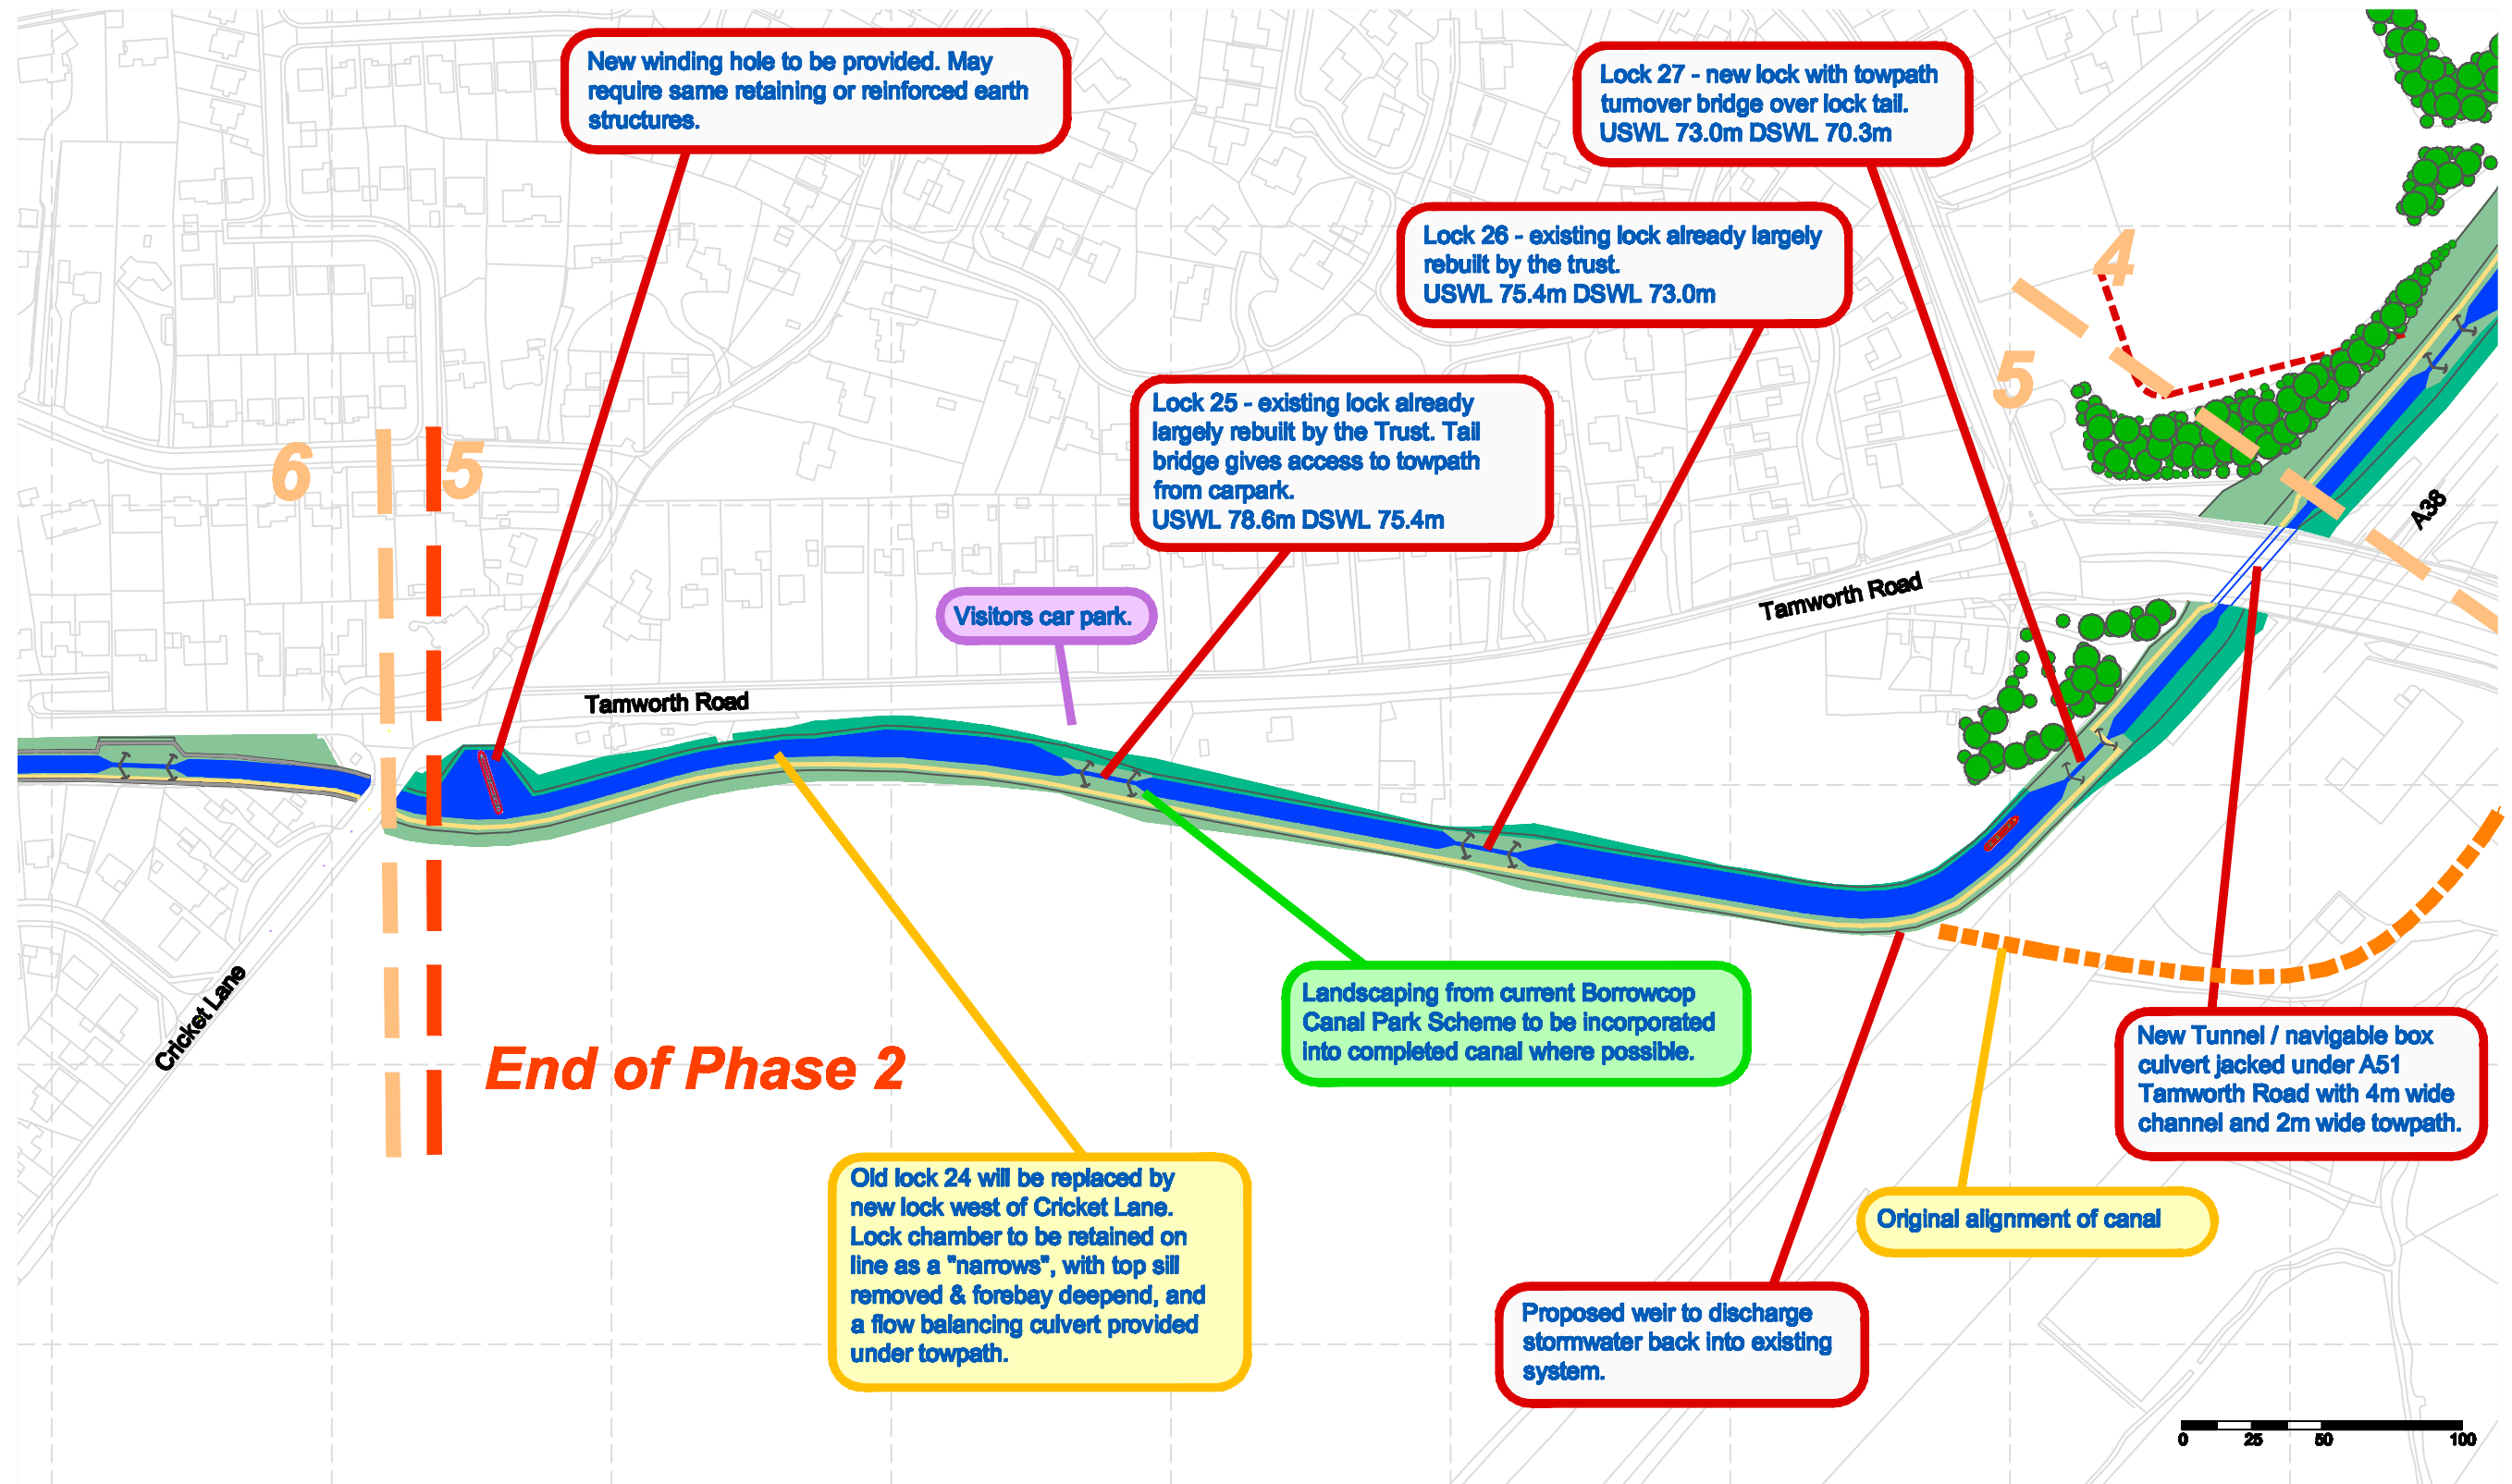 New winding hole to be provided. May
require same retaining or reinforced earth
structures.
Lock 27 - new lock with towpath
turnover bridge over lock tail.
USWL 73.0m DSWL 70.3m
Lock 26 - existing lock already largely
rebuilt by the trust.
USWL 75.4m DSWL 73.0m
4
5
Lock 25 - existing lock already
largely rebuilt by the Trust. Tail
bridge gives access to towpath
from carpark.
USWL 78.6m DSWL 75.4m
6
5
A38
Visitors car park.
Tamworth Road
Tamworth Road
Cricket Lane
End of Phase 2
Landscaping from current Borrowcop
Canal Park Scheme to be incorporated
into completed canal where possible.
New Tunnel / navigable box
culvert jacked under A51
Tamworth Road with 4m wide
channel and 2m wide towpath.
Old lock 24 will be replaced by
new lock west of Cricket Lane.
Lock chamber to be retained on
line as a "narrows", with top sill
removed & forebay deepend, and
a flow balancing culvert provided
under towpath.
Original alignment of canal
Proposed weir to discharge
stormwater back into existing
system.
0 25 50 100